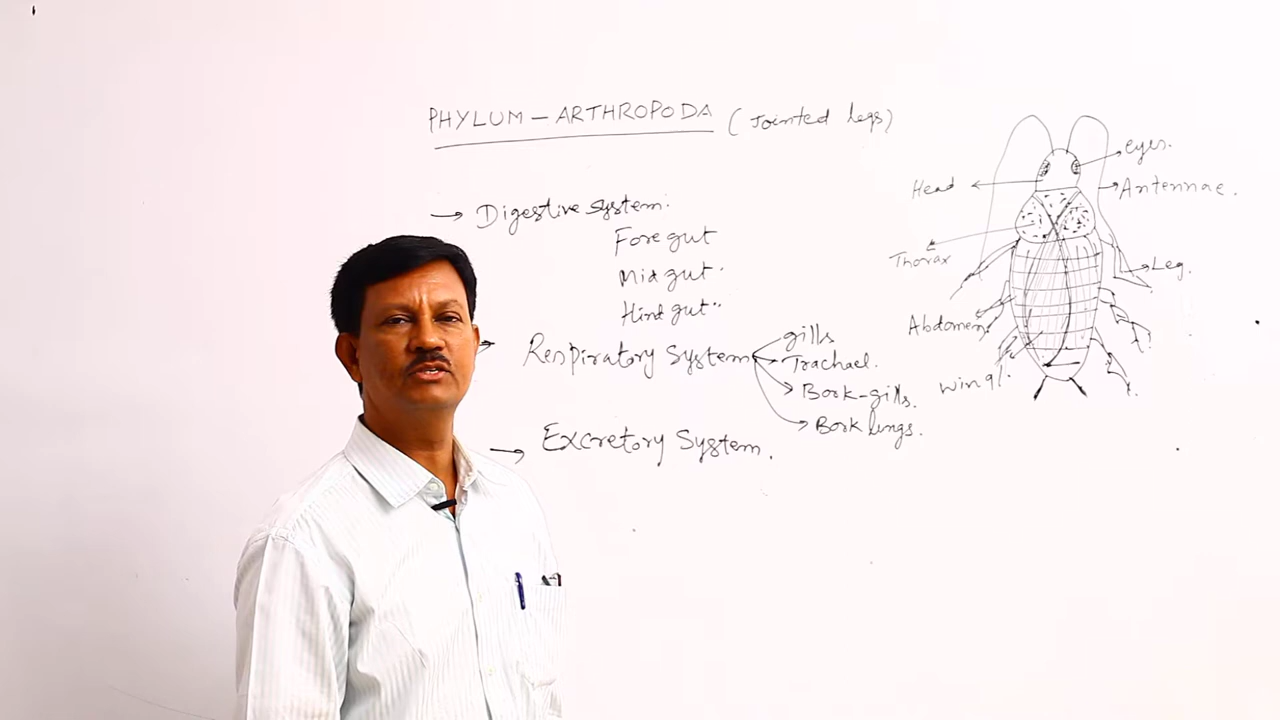 PHYLUM - ARTHROPODA (Jointed legs)
→ Digestive system:
Fore gut
Mid gut.
Hind gut..
→ Respiratory System
gills
→ Trachael.
→ Book-gills.
→ Book lungs.
→ Excretory System.
eyes.
Head
Antennae.
Thorax
Leg.
Abdomen.
wing